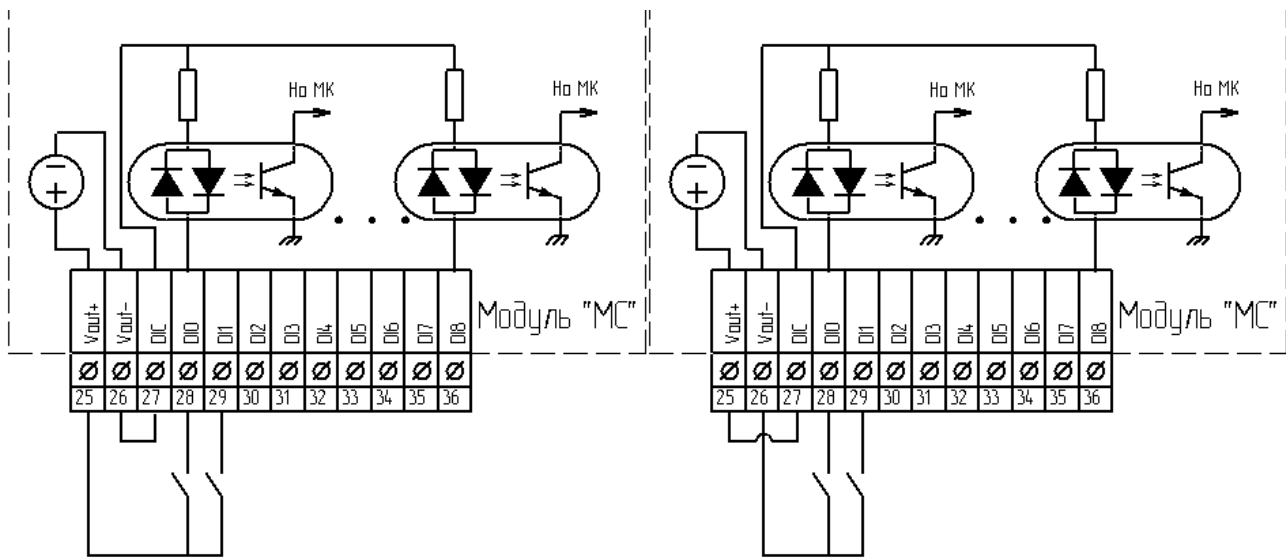 На МК
На МК
Vout+
Vout-
DIC
DI0
DI1
DI2
DI3
DI4
DI5
DI6
DI7
DI8
Модуль "МС"
25
26
27
28
29
30
31
32
33
34
35
36
На МК
На МК
Vout+
Vout-
DIC
DI0
DI1
DI2
DI3
DI4
DI5
DI6
DI7
DI8
Модуль "МС"
25
26
27
28
29
30
31
32
33
34
35
36